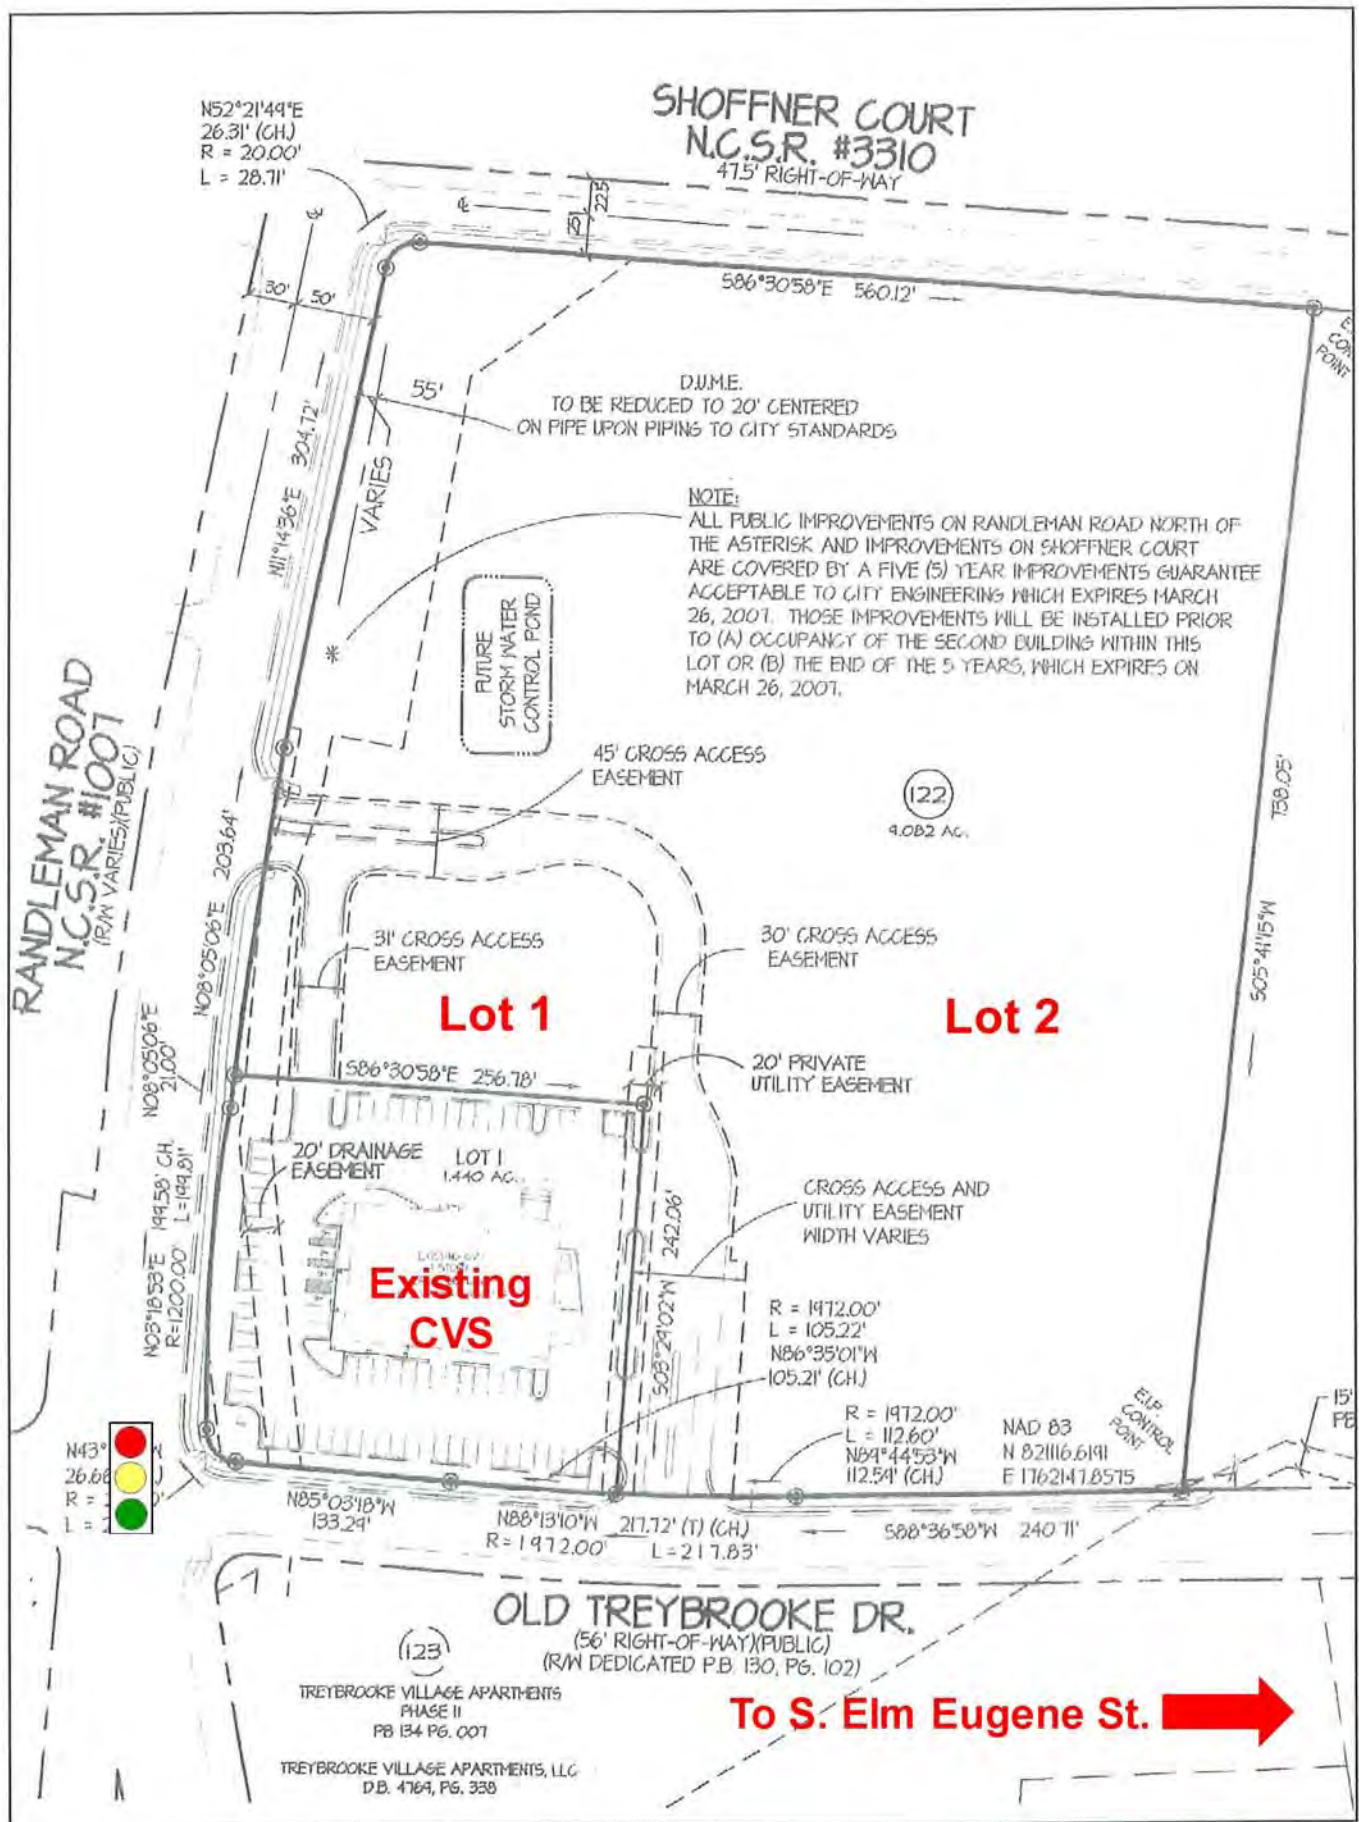 N52°21'49"E
26.31' (CH.)
R = 20.00'
L = 28.71'
SHOFFNER COURT
N.C.S.R. #3310
47.5' RIGHT-OF-WAY
25'
22.5
30'
50'
S86°30'58"E 560.12'
POINT
55'
D.U.M.E.
TO BE REDUCED TO 20' CENTERED
ON PIPE UPON PIPING TO CITY STANDARDS
N11°14'36"E 304.72'
VARIES
NOTE:
ALL PUBLIC IMPROVEMENTS ON RANDLEMAN ROAD NORTH OF
THE ASTERISK AND IMPROVEMENTS ON SHOFFNER COURT
ARE COVERED BY A FIVE (5) YEAR IMPROVEMENTS GUARANTEE
ACCEPTABLE TO CITY ENGINEERING WHICH EXPIRES MARCH
26, 2007. THOSE IMPROVEMENTS WILL BE INSTALLED PRIOR
TO (A) OCCUPANCY OF THE SECOND BUILDING WITHIN THIS
LOT OR (B) THE END OF THE 5 YEARS, WHICH EXPIRES ON
MARCH 26, 2007.
*
FUTURE
STORM WATER
CONTROL POND
RANDLEMAN ROAD
N.C.S.R. #1007
(R/W VARIES)(PUBLIC)
45' CROSS ACCESS
EASEMENT
122
9.082 AC.
738.05'
S05°41'15"W
N08°05'06"E 203.64'
31' CROSS ACCESS
EASEMENT
30' CROSS ACCESS
EASEMENT
Lot 1
Lot 2
N08°05'06"E
21.00'
S86°30'58"E 256.78'
20' PRIVATE
UTILITY EASEMENT
20' DRAINAGE
EASEMENT
LOT 1
1.440 AC.
N03°18'53"E 199.58' CH.
R=1200.00' L=199.81'
CROSS ACCESS AND
UTILITY EASEMENT
WIDTH VARIES
S03°29'02"W 242.06'
Existing
CVS
R = 1972.00'
L = 105.22'
N86°35'01"W
105.21' (CH.)
R = 1972.00'
L = 112.60'
N89°44'53"W
112.59' (CH.)
NAD 83
N 821116.6191
E 1762147.8575
E.I.P
CONTROL
POINT
15'
N43°
26.68
R =
L = 2
N85°03'18"W
133.29'
N88°13'10"W 217.72' (T) (CH.)
R = 1972.00' L=217.83'
S88°36'58"W 240.71'
OLD TREYBROOKE DR.
(56' RIGHT-OF-WAY)(PUBLIC)
(R/W DEDICATED P.B. 130, PG. 102)
123
TREYBROOKE VILLAGE APARTMENTS
PHASE II
PB 134 PG. 007
TREYBROOKE VILLAGE APARTMENTS, LLC
D.B. 4769, PG. 338
To S. Elm Eugene St.